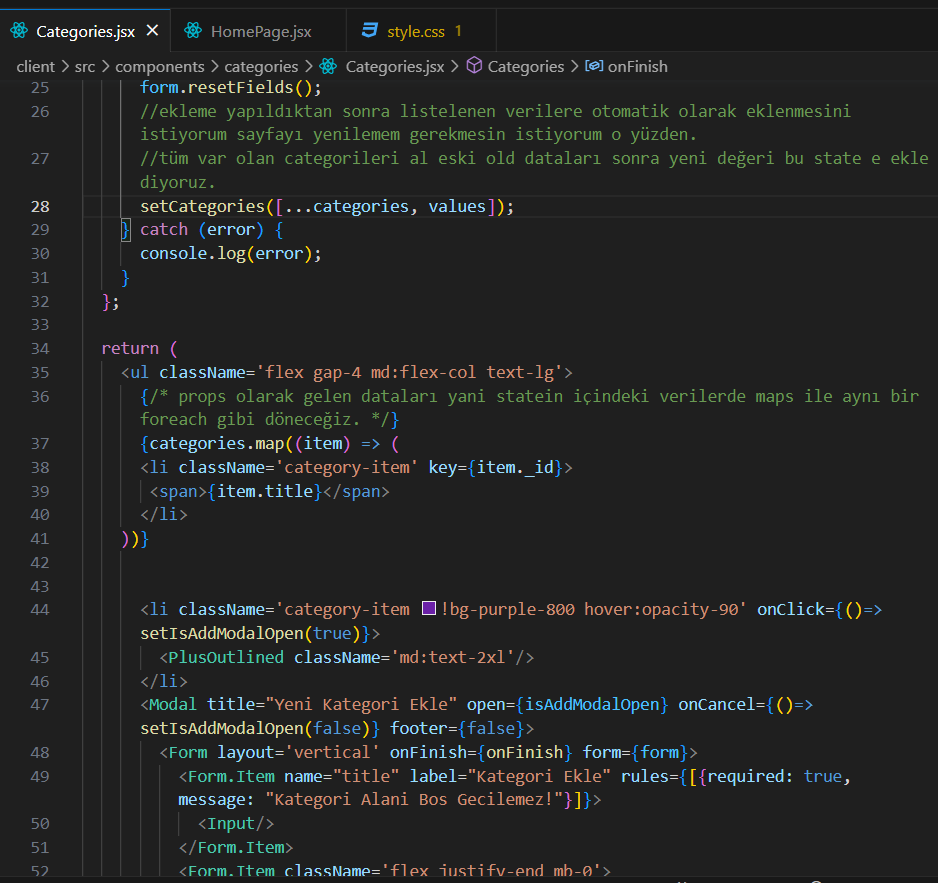 Categories.jsx × HomePage.jsx style.css 1
client > src > components > categories > Categories.jsx > Categories > onFinish
25 form.resetFields();
26 //ekleme yapıldıktan sonra listelenen verilere otomatik olarak eklenmesini
istiyorum sayfayı yenilemem gerekmesin istiyorum o yüzden.
27 //tüm var olan categorileri al eski old dataları sonra yeni değeri bu state e ekle
diyoruz.
28 setCategories([...categories, values]);
29 } catch (error) {
30 console.log(error);
31 }
32 };
33
34 return (
35 <ul className='flex gap-4 md:flex-col text-lg'>
36 {/* props olarak gelen dataları yani statein içindeki verilerde maps ile aynı bir
foreach gibi döneceğiz. */}
37 {categories.map((item) => (
38 <li className='category-item' key={item._id}>
39 <span>{item.title}</span>
40 </li>
41 ))}
42
43
44 <li className='category-item !bg-purple-800 hover:opacity-90' onClick={()=>
setIsAddModalOpen(true)}>
45 <PlusOutlined className='md:text-2xl'/>
46 </li>
47 <Modal title="Yeni Kategori Ekle" open={isAddModalOpen} onCancel={()=>
setIsAddModalOpen(false)} footer={false}>
48 <Form layout='vertical' onFinish={onFinish} form={form}>
49 <Form.Item name="title" label="Kategori Ekle" rules={[{required: true,
message: "Kategori Alani Bos Gecilemez!"}]}>
50 <Input/>
51 </Form.Item>
52 <Form.Item className='flex justify-end mb-0'>